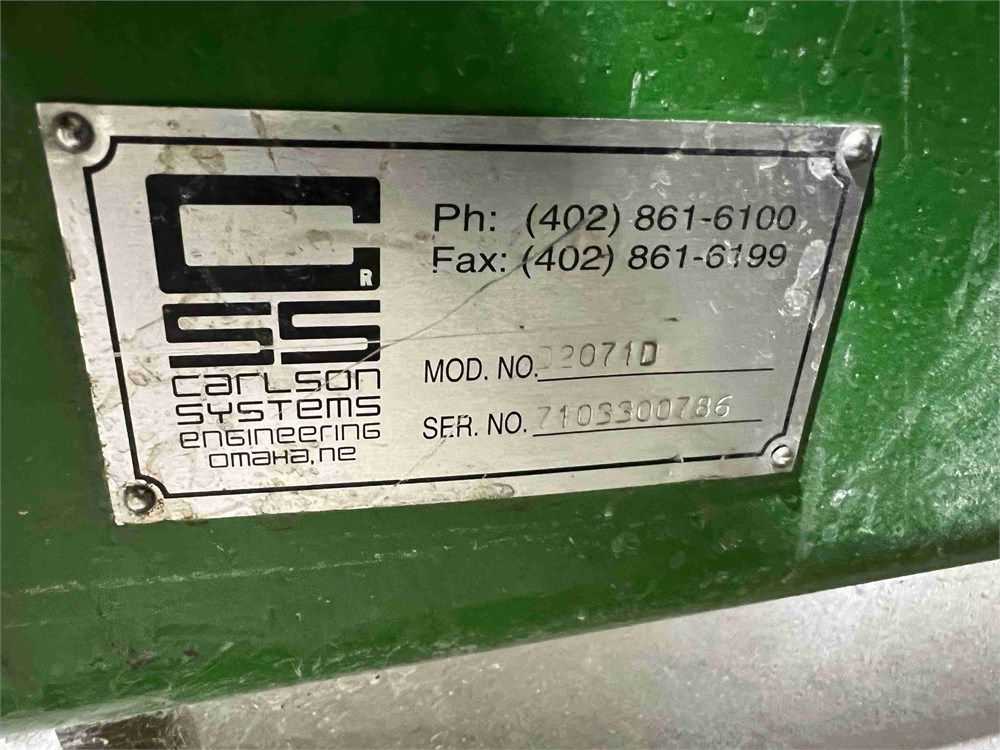 C
R
SS
Carlson
Systems
Engineering
Omaha, NE
Ph: (402) 861-6100
Fax: (402) 861-6199
MOD. NO.
SER. NO. 7103300786